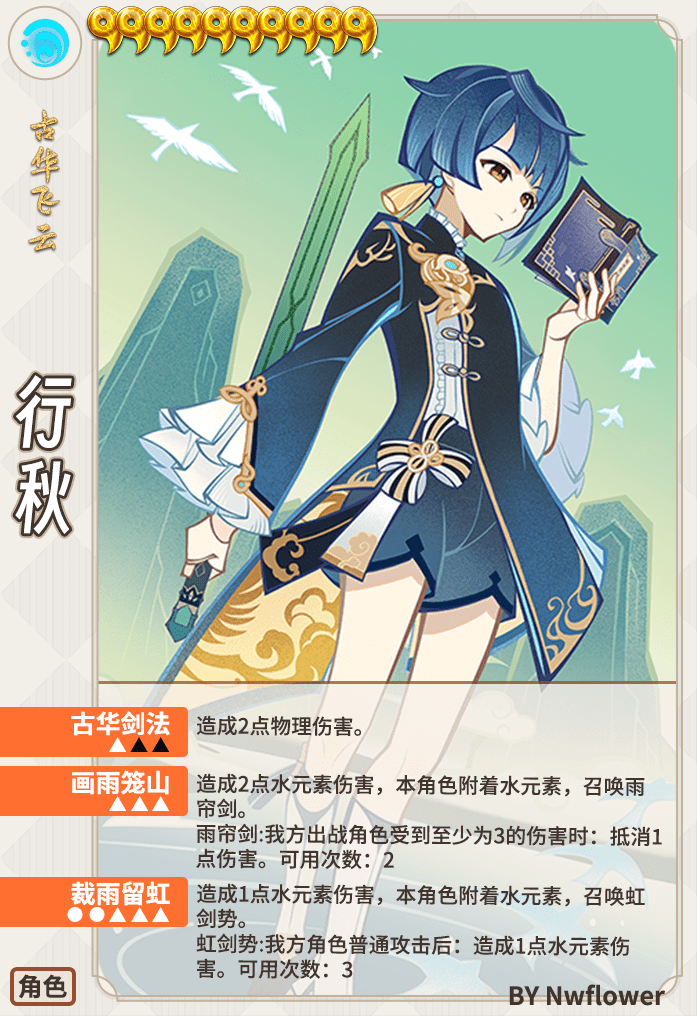 古华飞云
行秋
古华剑法
造成2点物理伤害。
画雨笼山
造成2点水元素伤害，本角色附着水元素，召唤雨
帘剑。
雨帘剑:我方出战角色受到至少为3的伤害时：抵消1
点伤害。可用次数：2
裁雨留虹
造成1点水元素伤害，本角色附着水元素，召唤虹
剑势。
虹剑势:我方角色普通攻击后：造成1点水元素伤
害。可用次数：3
角色
BY Nwflower